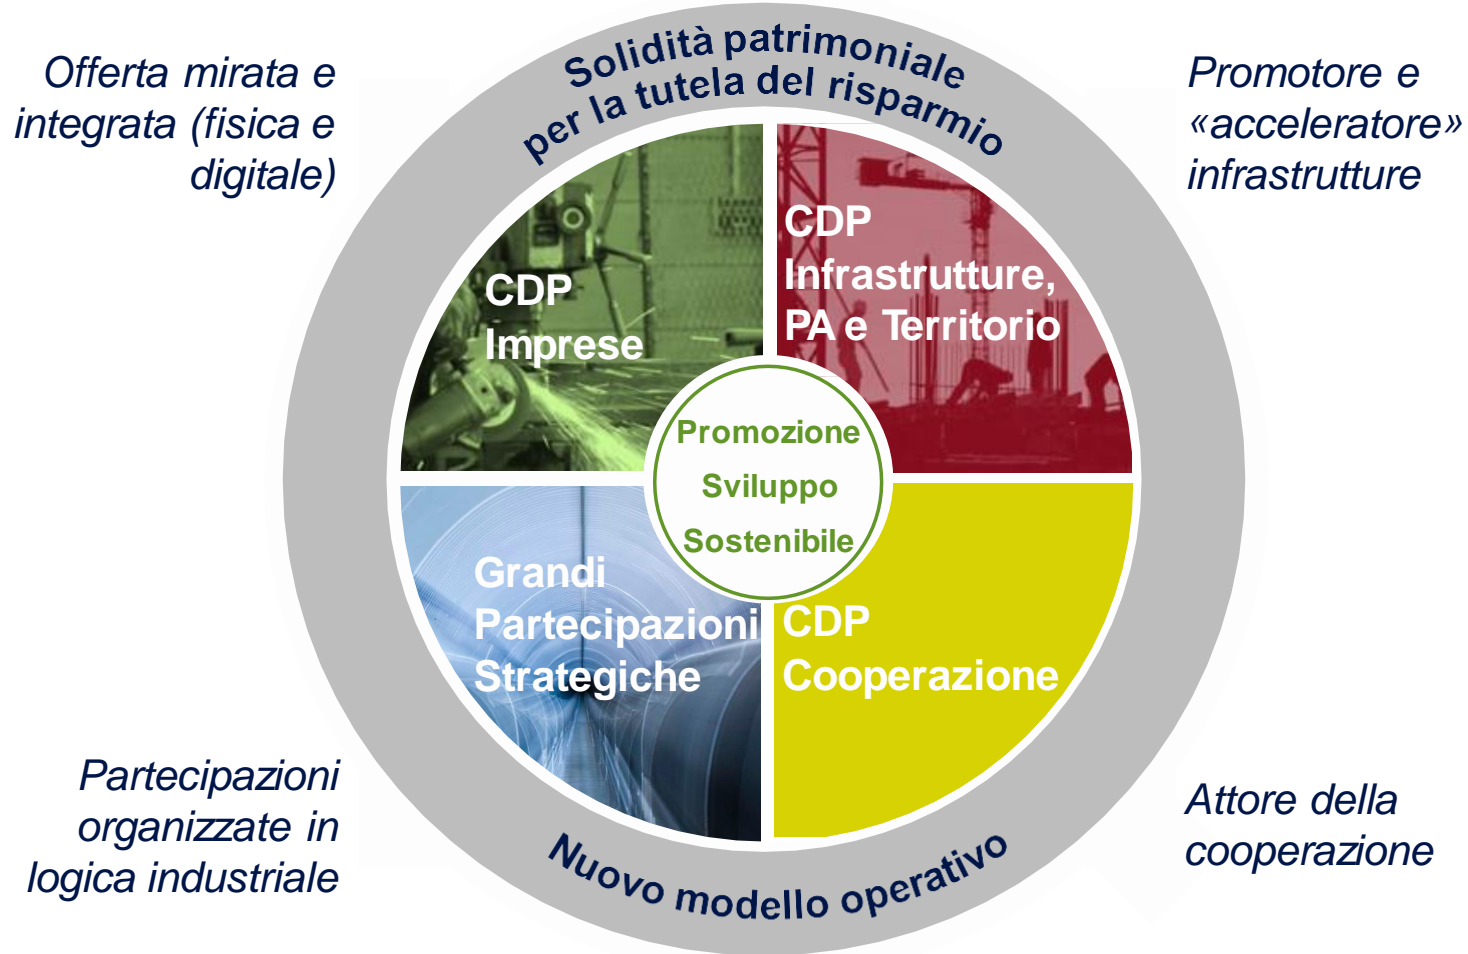 Solidità patrimoniale
per la tutela del risparmio
Offerta mirata e
integrata (fisica e
digitale)
Promotore e
«acceleratore»
infrastrutture
CDP
Imprese
CDP
Infrastrutture,
PA e Territorio
Promozione
Sviluppo
Sostenibile
Grandi
Partecipazioni
Strategiche
CDP
Cooperazione
Partecipazioni
organizzate in
logica industriale
Attore della
cooperazione
Nuovo modello operativo